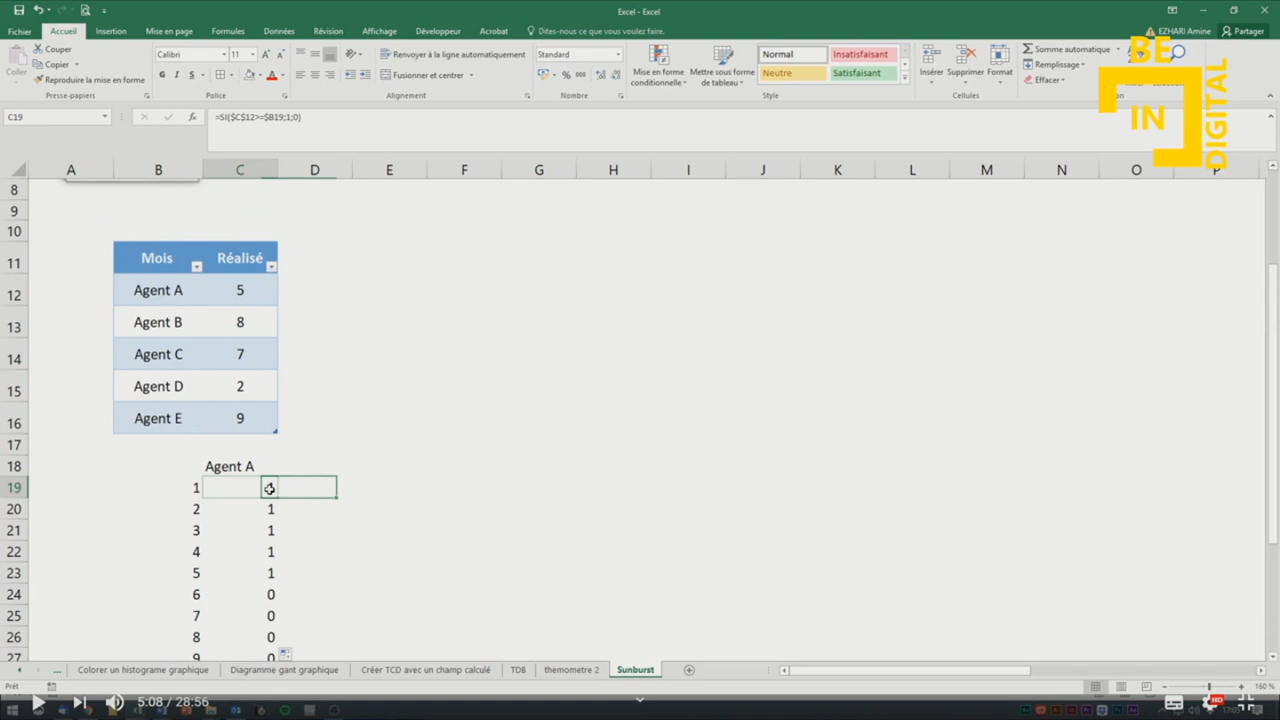 Excel - Excel
Fichier Accueil Insertion Mise en page Formules Données Révision Affichage Développeur Acrobat Dites-nous ce que vous voulez faire. EZHARI Amine Partager
Coller
Couper
Copier
Reproduire la mise en forme
Presse-papiers
Calibri 11
G I S
Police
Renvoyer à la ligne automatiquement
Fusionner et centrer
Alignement
Standard
% 000
Nombre
Mise en forme conditionnelle
Mettre sous forme de tableau
Normal Insatisfaisant
Neutre Satisfaisant
Style
Insérer Supprimer Format
Cellules
Somme automatique
Remplissage
Effacer
BE
IN
DIGITAL
C19 fx =SI($C$12>=$B19;1;0)
A B C D E F G H I J K L M N O P
8
9
10
11 Mois Réalisé
12 Agent A 5
13 Agent B 8
14 Agent C 7
15 Agent D 2
16 Agent E 9
17
18 Agent A
19 1
20 2 1
21 3 1
22 4 1
23 5 1
24 6 0
25 7 0
26 8 0
27 9 0
... Colorer un histograme graphique Diagramme gant graphique Créer TCD avec un champ calculé TDB themometre 2 Sunburst
Prêt 160 %
5:08 / 28:56 HD
17:05